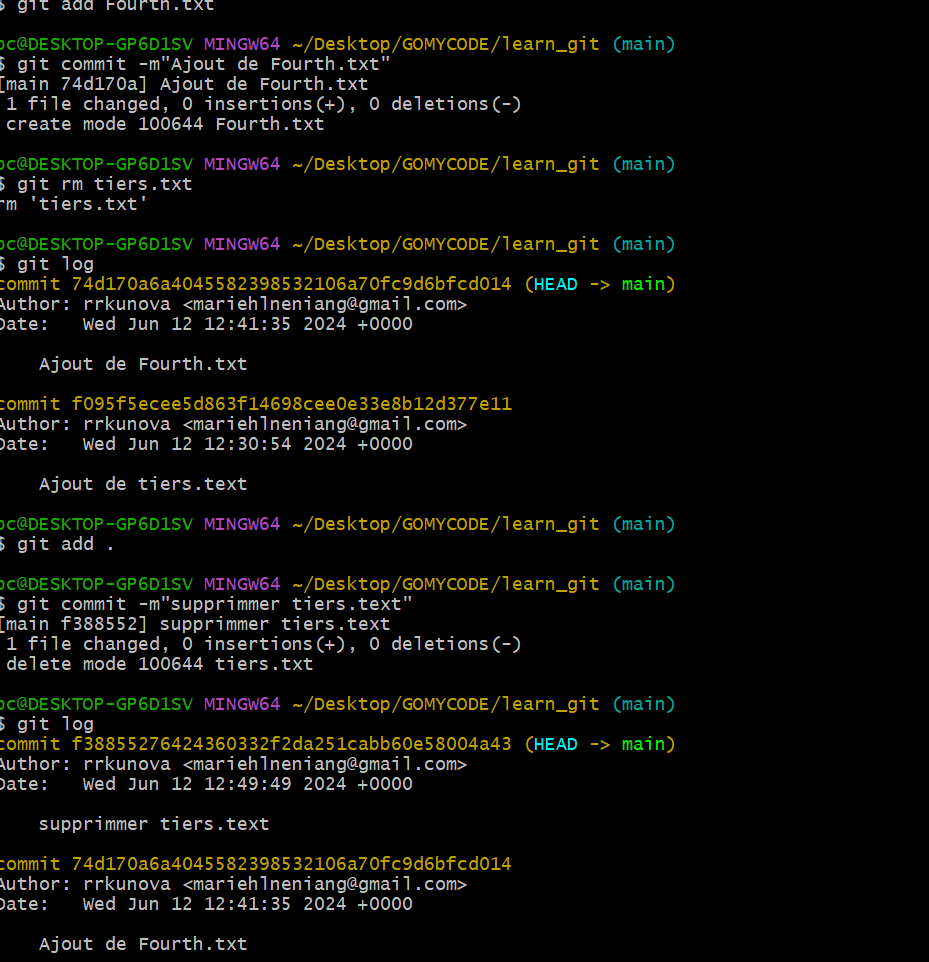 $ git add Fourth.txt
pc@DESKTOP-GP6D1SV MINGW64 ~/Desktop/GOMYCODE/learn_git (main)
$ git commit -m"Ajout de Fourth.txt"
[main 74d170a] Ajout de Fourth.txt
1 file changed, 0 insertions(+), 0 deletions(-)
create mode 100644 Fourth.txt
pc@DESKTOP-GP6D1SV MINGW64 ~/Desktop/GOMYCODE/learn_git (main)
$ git rm tiers.txt
rm 'tiers.txt'
pc@DESKTOP-GP6D1SV MINGW64 ~/Desktop/GOMYCODE/learn_git (main)
$ git log
commit 74d170a6a4045582398532106a70fc9d6bfcd014 (HEAD -> main)
Author: rrkunova <mariehlneniang@gmail.com>
Date:   Wed Jun 12 12:41:35 2024 +0000
Ajout de Fourth.txt
commit f095f5ecee5d863f14698cee0e33e8b12d377e11
Author: rrkunova <mariehlneniang@gmail.com>
Date:   Wed Jun 12 12:30:54 2024 +0000
Ajout de tiers.text
pc@DESKTOP-GP6D1SV MINGW64 ~/Desktop/GOMYCODE/learn_git (main)
$ git add .
pc@DESKTOP-GP6D1SV MINGW64 ~/Desktop/GOMYCODE/learn_git (main)
$ git commit -m"supprimmer tiers.text"
[main f388552] supprimmer tiers.text
1 file changed, 0 insertions(+), 0 deletions(-)
delete mode 100644 tiers.txt
pc@DESKTOP-GP6D1SV MINGW64 ~/Desktop/GOMYCODE/learn_git (main)
$ git log
commit f38855276424360332f2da251cabb60e58004a43 (HEAD -> main)
Author: rrkunova <mariehlneniang@gmail.com>
Date:   Wed Jun 12 12:49:49 2024 +0000
supprimmer tiers.text
commit 74d170a6a4045582398532106a70fc9d6bfcd014
Author: rrkunova <mariehlneniang@gmail.com>
Date:   Wed Jun 12 12:41:35 2024 +0000
Ajout de Fourth.txt